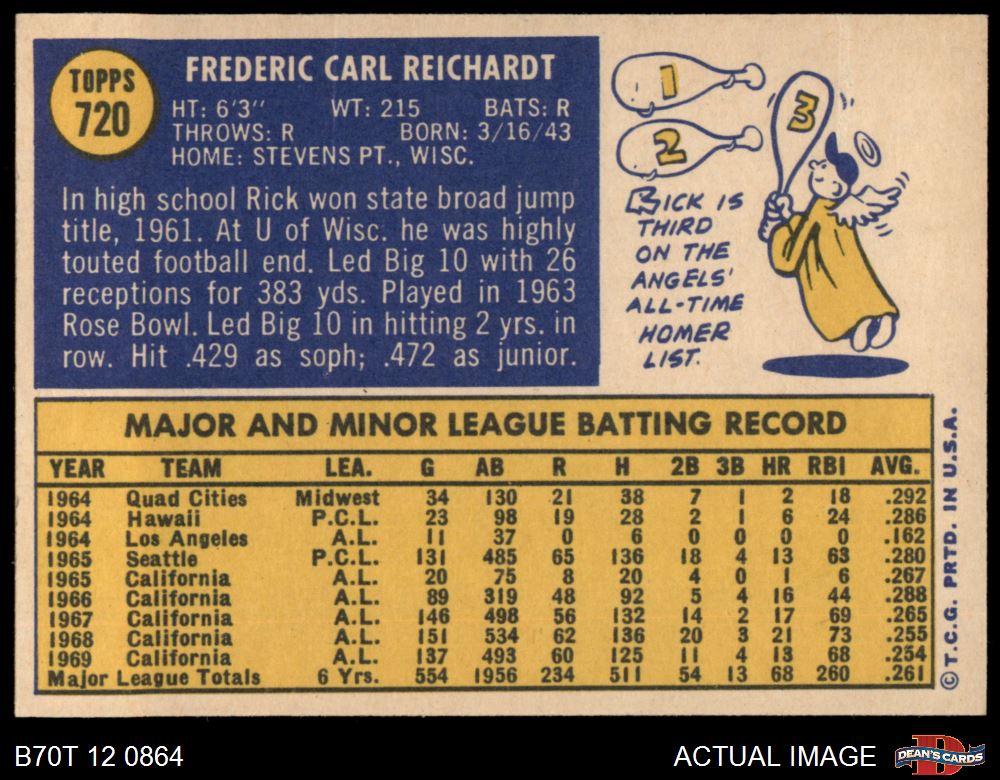 TOPPS
720
FREDERIC CARL REICHARDT
HT: 6'3" WT: 215 BATS: R
THROWS: R BORN: 3/16/43
HOME: STEVENS PT., WISC.
In high school Rick won state broad jump
title, 1961. At U of Wisc. he was highly
touted football end. Led Big 10 with 26
receptions for 383 yds. Played in 1963
Rose Bowl. Led Big 10 in hitting 2 yrs. in
row. Hit .429 as soph; .472 as junior.
1
2
3
RICK IS
THIRD
ON THE
ANGELS'
ALL-TIME
HOMER
LIST.
MAJOR AND MINOR LEAGUE BATTING RECORD
YEAR TEAM LEA. G AB R H 2B 3B HR RBI AVG.
1964 Quad Cities Midwest 34 130 21 38 7 1 2 18 .292
1964 Hawaii P.C.L. 23 98 19 28 2 1 6 24 .286
1964 Los Angeles A.L. 11 37 0 6 0 0 0 0 .162
1965 Seattle P.C.L. 131 485 65 136 18 4 13 63 .280
1965 California A.L. 20 75 8 20 4 0 1 6 .267
1966 California A.L. 89 319 48 92 5 4 16 44 .288
1967 California A.L. 146 498 56 132 14 2 17 69 .265
1968 California A.L. 151 534 62 136 20 3 21 73 .255
1969 California A.L. 137 493 60 125 11 4 13 68 .254
Major League Totals 6 Yrs. 554 1956 234 511 54 13 68 260 .261
© T.C.G. PRTD. IN U.S.A.
B70T 12 0864
ACTUAL IMAGE
D
DEAN'S CARDS